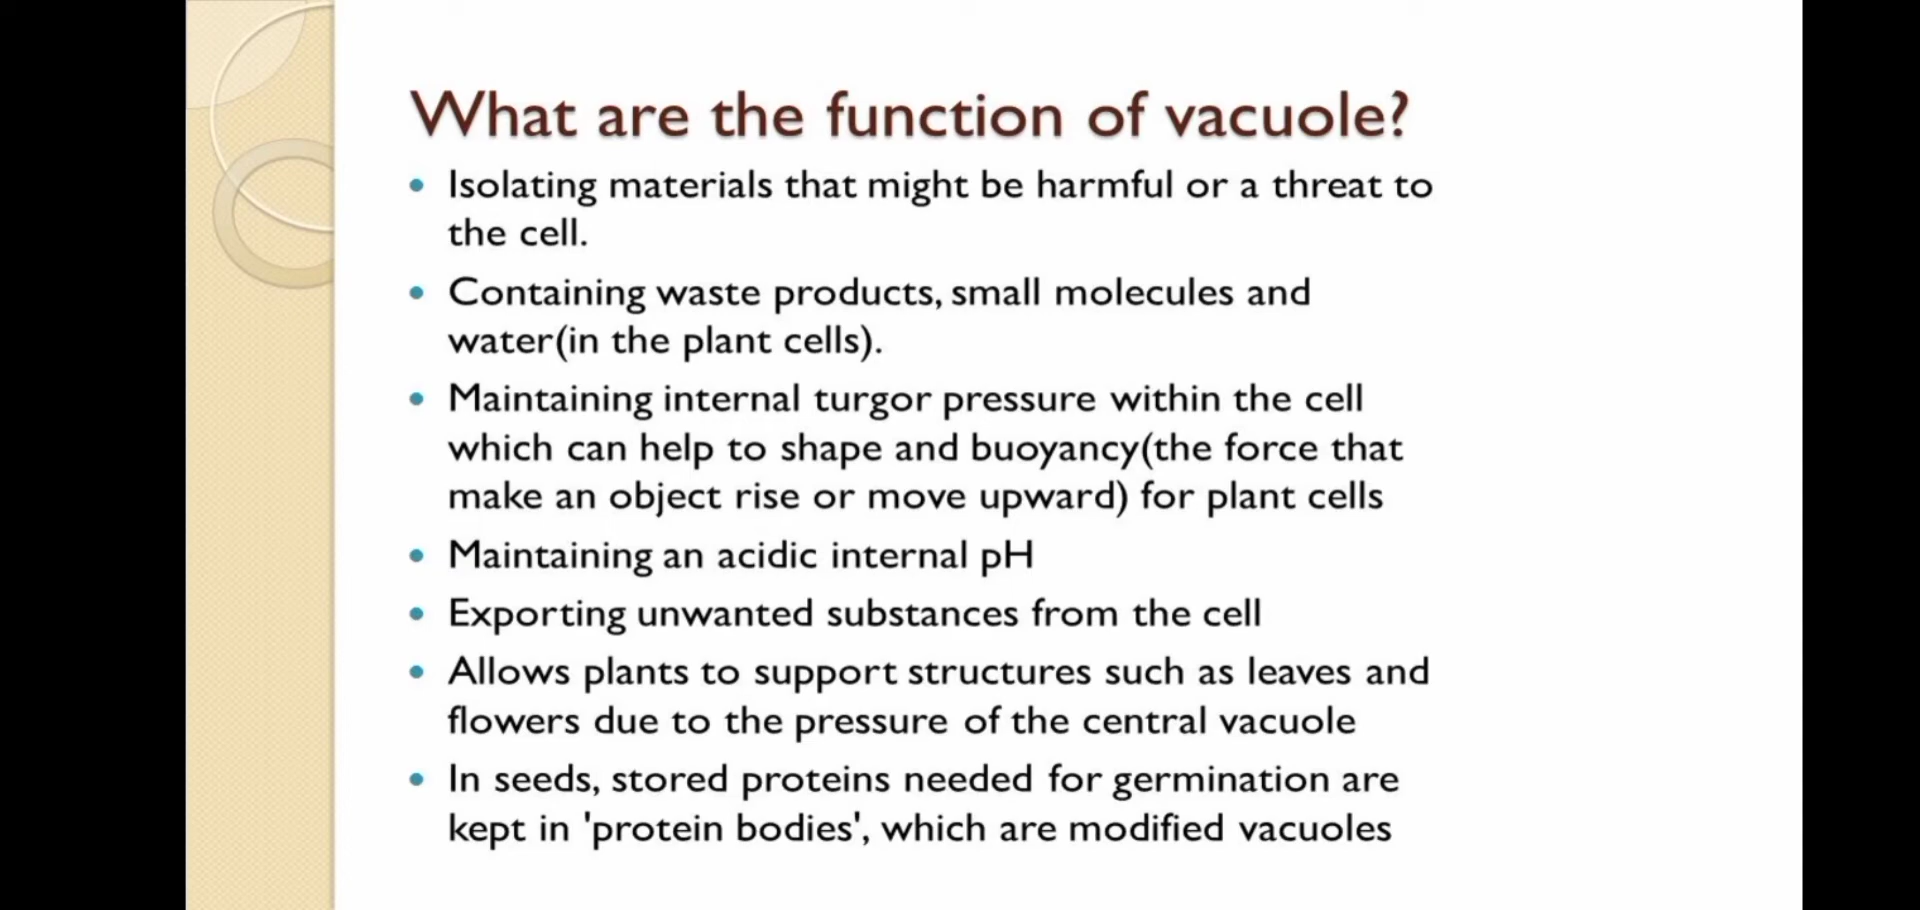 What are the function of vacuole?
• Isolating materials that might be harmful or a threat to
the cell.
• Containing waste products, small molecules and
water(in the plant cells).
• Maintaining internal turgor pressure within the cell
which can help to shape and buoyancy(the force that
make an object rise or move upward) for plant cells
• Maintaining an acidic internal pH
• Exporting unwanted substances from the cell
• Allows plants to support structures such as leaves and
flowers due to the pressure of the central vacuole
• In seeds, stored proteins needed for germination are
kept in 'protein bodies', which are modified vacuoles